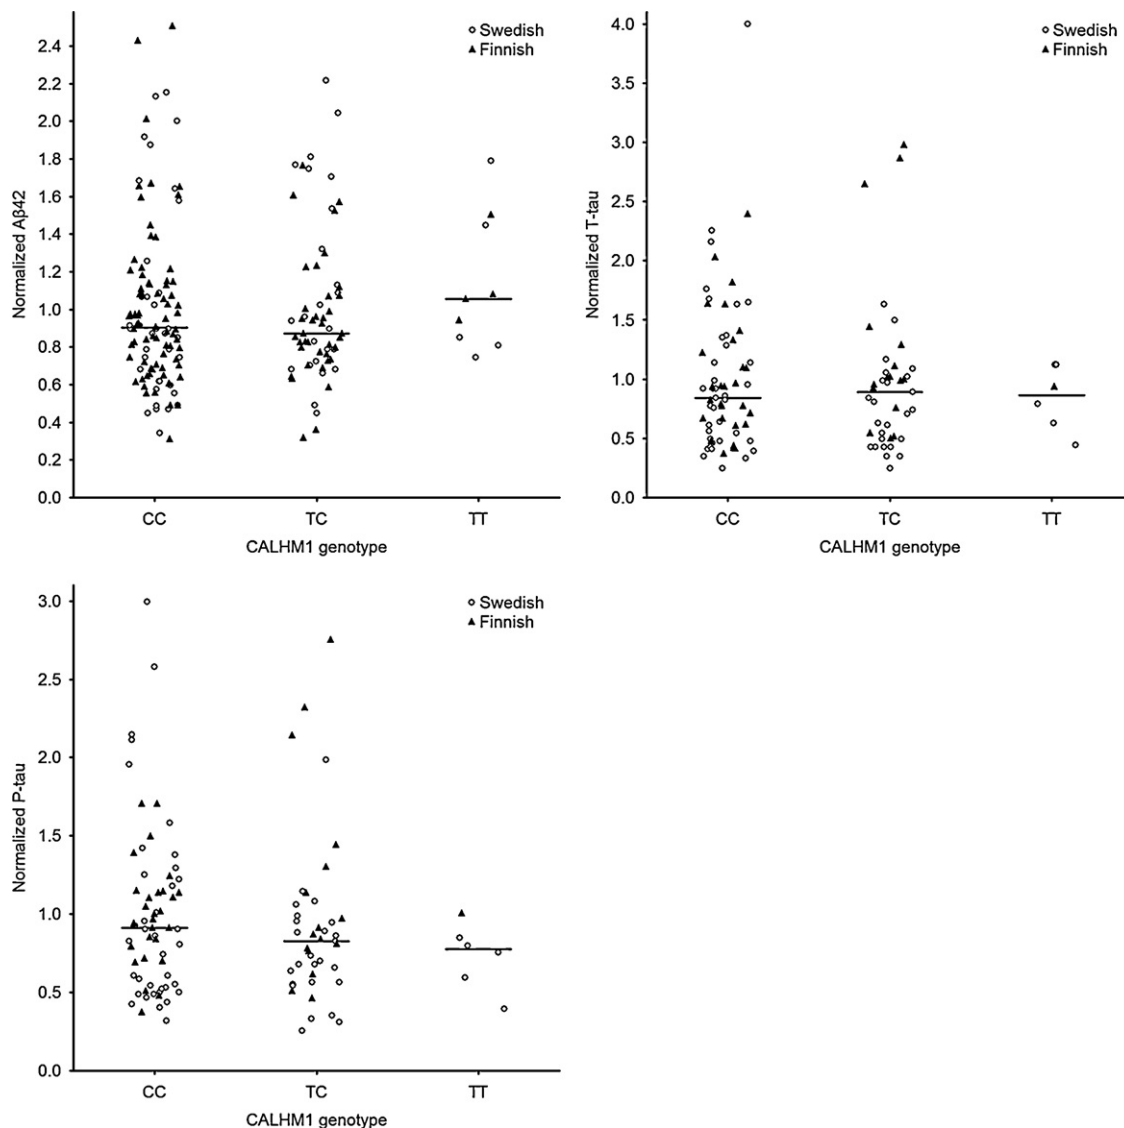 Swedish
Finnish
Normalized Aβ42
2.4
2.2
2.0
1.8
1.6
1.4
1.2
1.0
0.8
0.6
0.4
0.2
0.0
CC TC TT
CALHM1 genotype
Swedish
Finnish
Normalized T-tau
4.0
3.5
3.0
2.5
2.0
1.5
1.0
0.5
0.0
CC TC TT
CALHM1 genotype
Swedish
Finnish
Normalized P-tau
3.0
2.5
2.0
1.5
1.0
0.5
0.0
CC TC TT
CALHM1 genotype